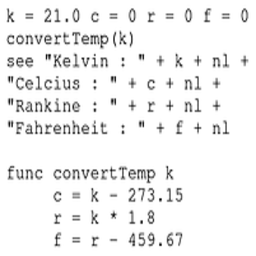 k = 21.0 c = 0 r = 0 f = 0
convertTemp(k)
see "Kelvin : " + k + nl +
"Celcius : " + c + nl +
"Rankine : " + r + nl +
"Fahrenheit : " + f + nl

func convertTemp k
     c = k - 273.15
     r = k * 1.8
     f = r - 459.67